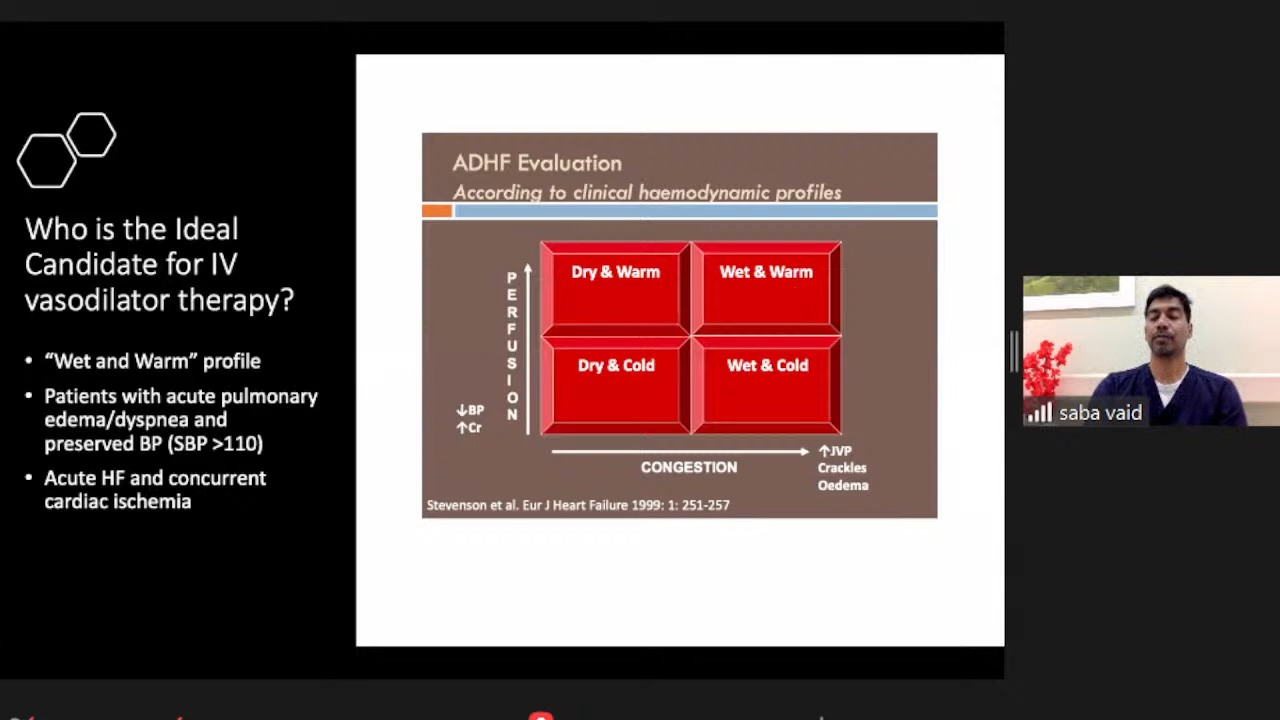 Who is the Ideal
Candidate for IV
vasodilator therapy?
• “Wet and Warm” profile
• Patients with acute pulmonary
edema/dyspnea and
preserved BP (SBP >110)
• Acute HF and concurrent
cardiac ischemia
ADHF Evaluation
According to clinical haemodynamic profiles
PERFUSION
Dry & Warm
Wet & Warm
Dry & Cold
Wet & Cold
↓BP
↑Cr
CONGESTION
↑JVP
Crackles
Oedema
Stevenson et al. Eur J Heart Failure 1999: 1: 251-257
saba vaid